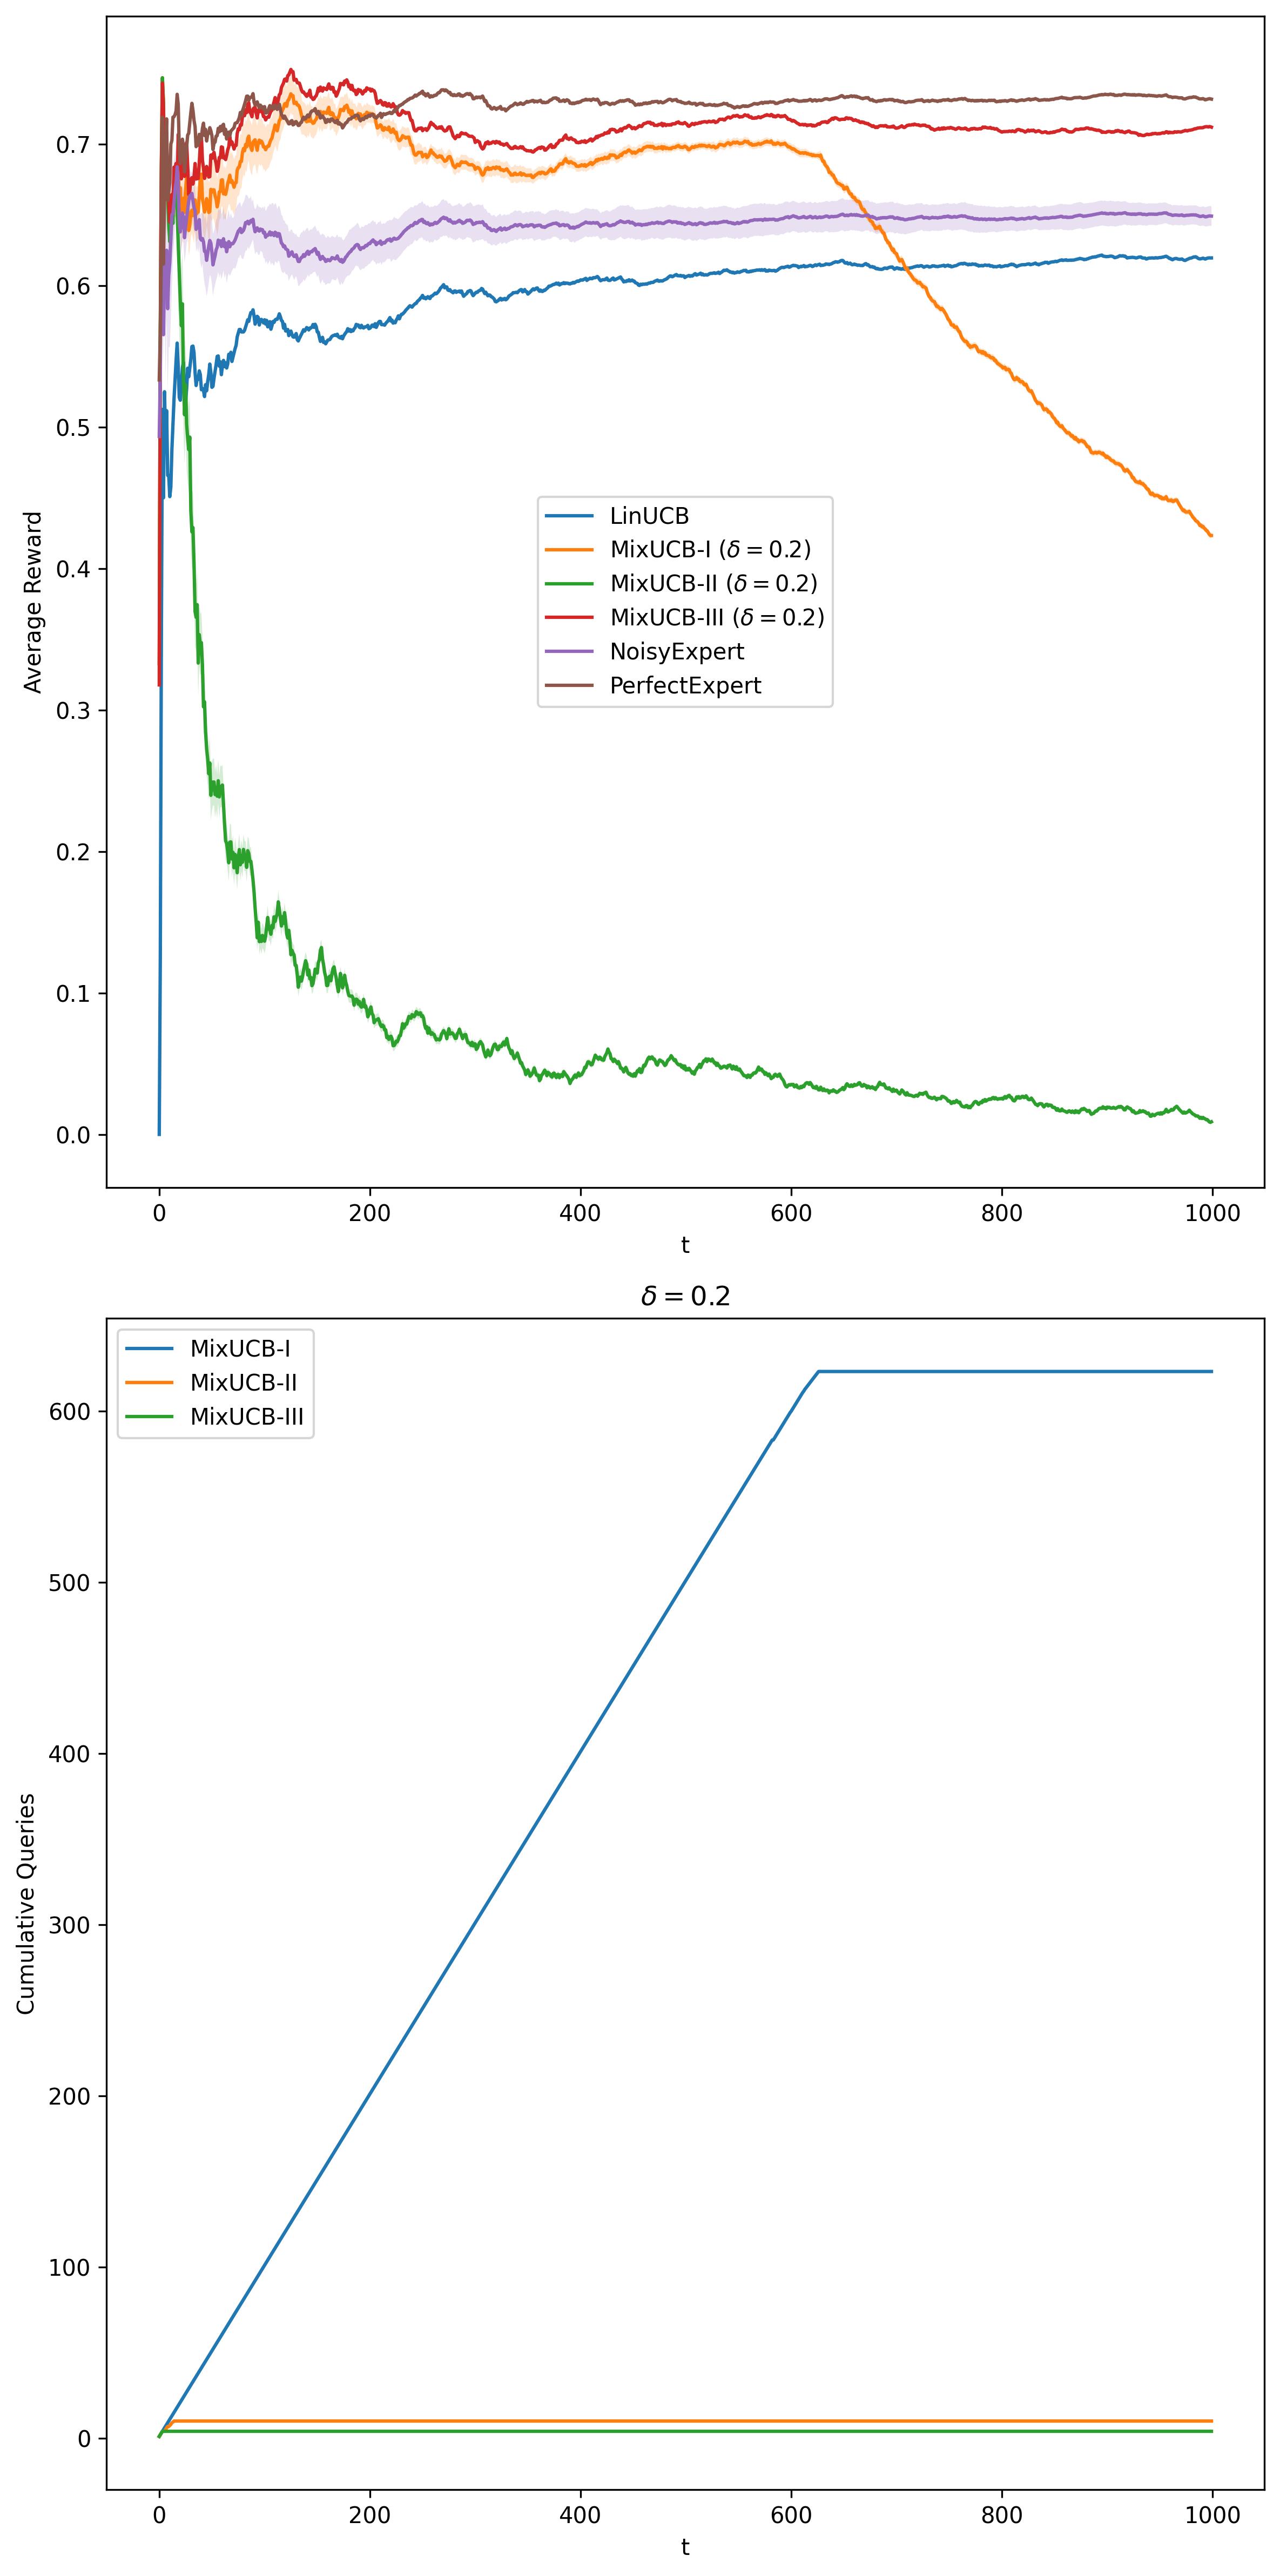 0.7
0.6
0.5
0.4
0.3
0.2
0.1
0.0
Average Reward
LinUCB
MixUCB-I (δ = 0.2)
MixUCB-II (δ = 0.2)
MixUCB-III (δ = 0.2)
NoisyExpert
PerfectExpert
0 200 400 600 800 1000
t
δ = 0.2
MixUCB-I
MixUCB-II
MixUCB-III
600
500
400
300
200
100
0
Cumulative Queries
0 200 400 600 800 1000
t